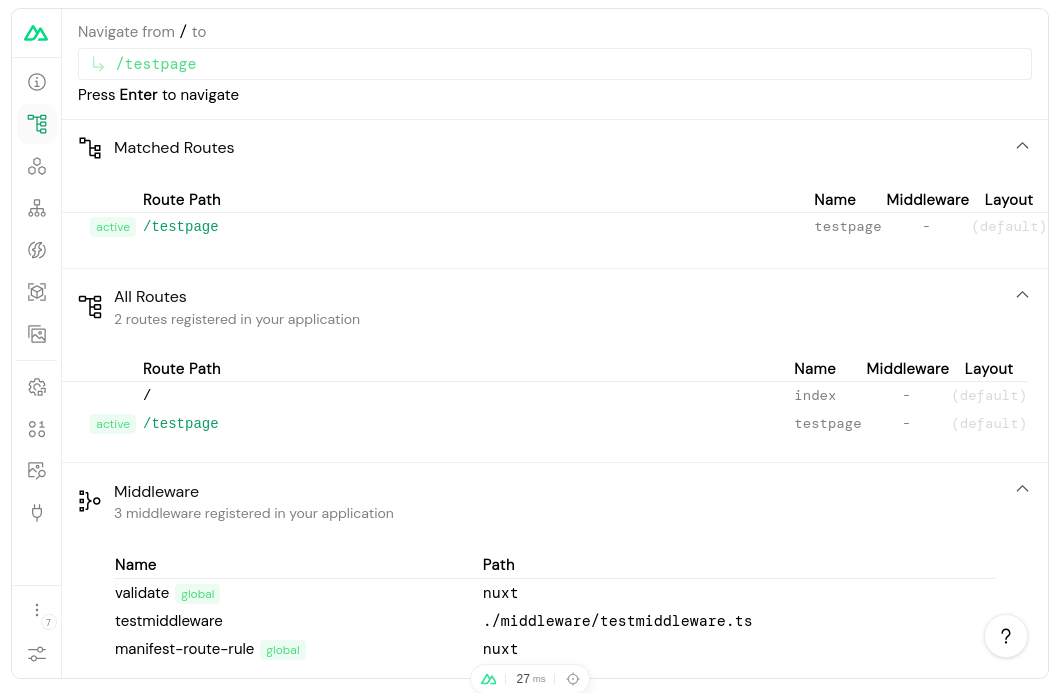 Navigate from / to
/testpage
Press Enter to navigate
Matched Routes
Route Path Name Middleware Layout
active /testpage testpage - (default)
All Routes
2 routes registered in your application
Route Path Name Middleware Layout
/ index - (default)
active /testpage testpage - (default)
Middleware
3 middleware registered in your application
Name Path
validate global nuxt
testmiddleware ./middleware/testmiddleware.ts
manifest-route-rule global nuxt
7
?
27 ms